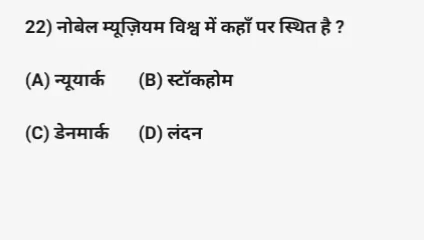 22) नोबेल म्यूज़ियम विश्व में कहाँ पर स्थित है ?
(A) न्यूयार्क (B) स्टॉकहोम
(C) डेनमार्क (D) लंदन